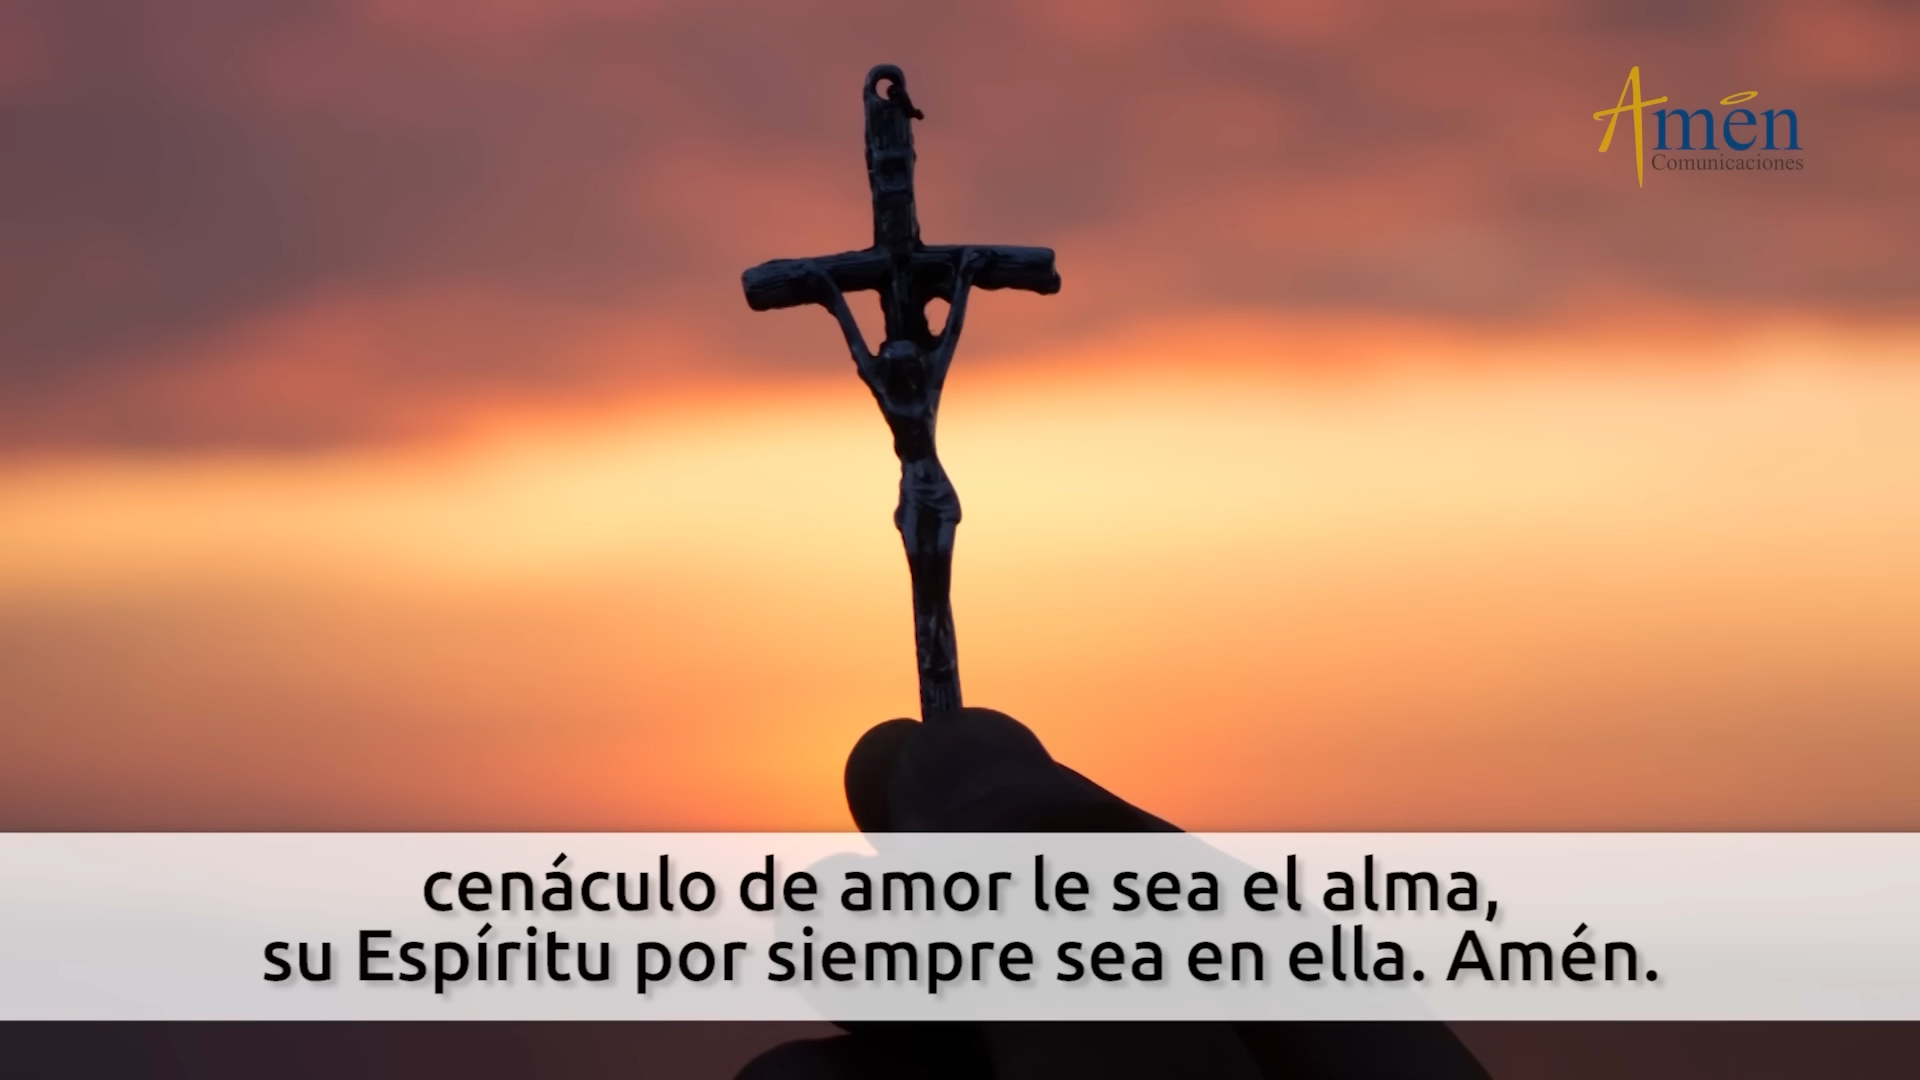 Amén
Comunicaciones
cenáculo de amor le sea el alma,
su Espíritu por siempre sea en ella. Amén.